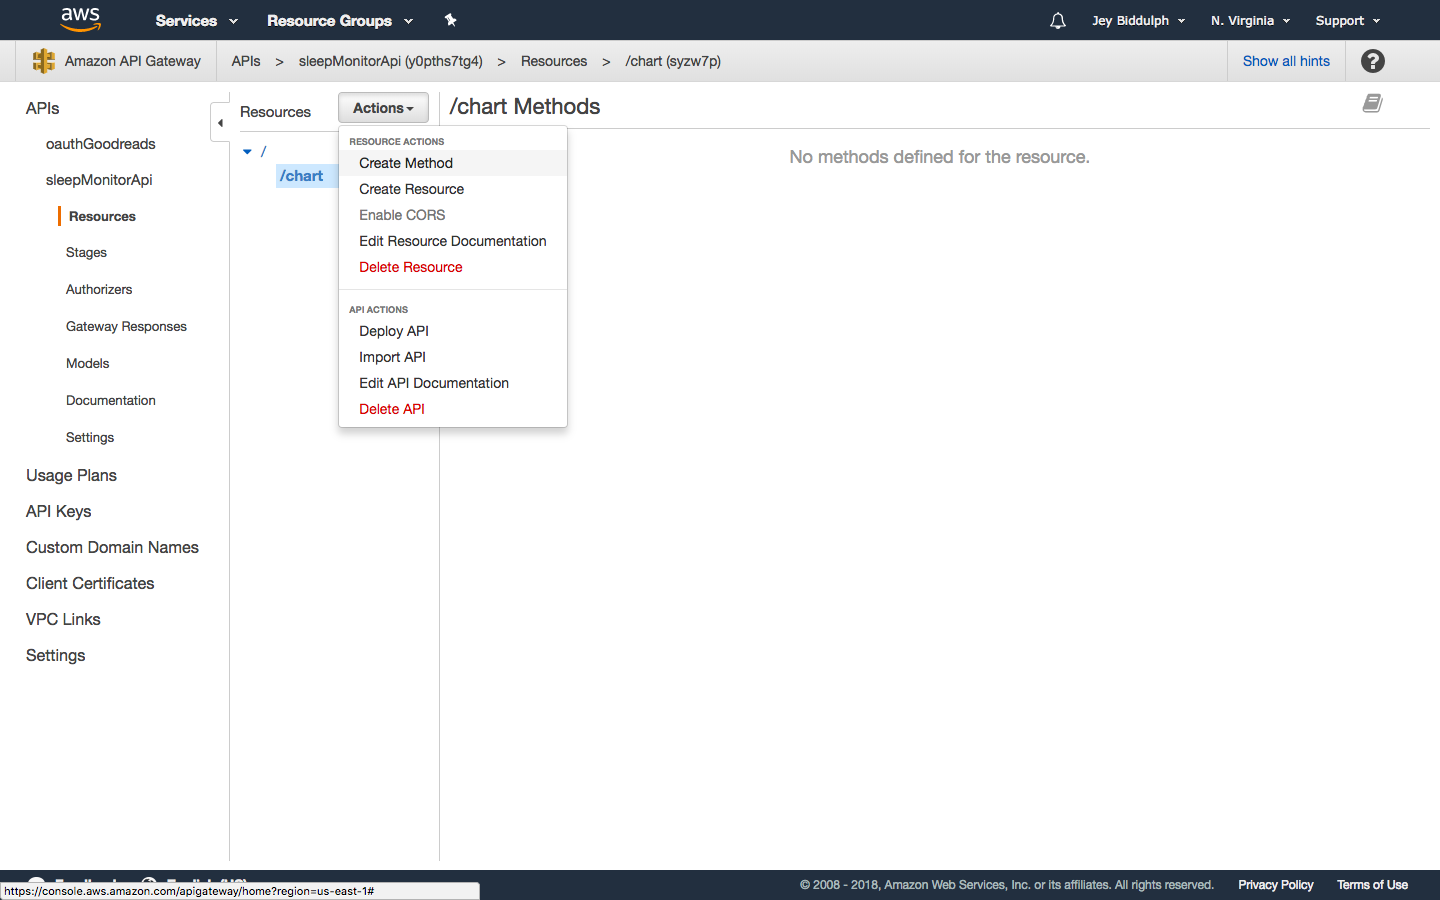 aws Services Resource Groups Jey Biddulph N. Virginia Support
Amazon API Gateway APIs > sleepMonitorApi (y0pths7tg4) > Resources > /chart (syzw7p) Show all hints ?
APIs
oauthGoodreads
sleepMonitorApi
Resources
Stages
Authorizers
Gateway Responses
Models
Documentation
Settings
Usage Plans
API Keys
Custom Domain Names
Client Certificates
VPC Links
Settings
Resources Actions
/
/chart
RESOURCE ACTIONS
Create Method
Create Resource
Enable CORS
Edit Resource Documentation
Delete Resource
API ACTIONS
Deploy API
Import API
Edit API Documentation
Delete API
/chart Methods
No methods defined for the resource.
https://console.aws.amazon.com/apigateway/home?region=us-east-1#
© 2008 - 2018, Amazon Web Services, Inc. or its affiliates. All rights reserved. Privacy Policy Terms of Use